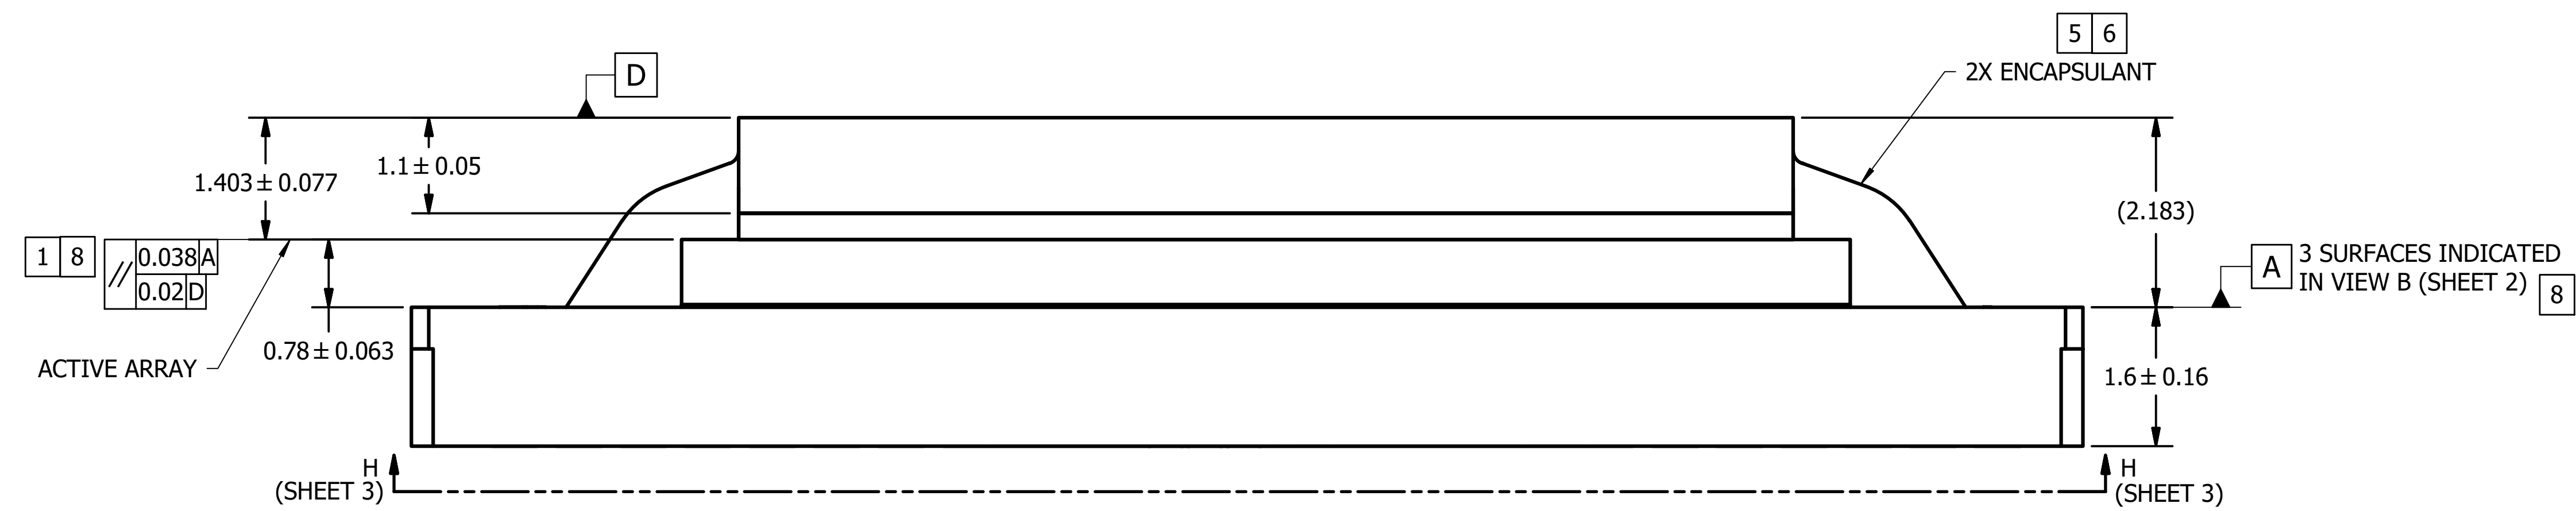 5 6
2X ENCAPSULANT
D
1.1±0.05
1.403±0.077
(2.183)
1 8
// 0.038 A
0.02 D
A 3 SURFACES INDICATED
IN VIEW B (SHEET 2) 8
0.78±0.063
ACTIVE ARRAY
1.6±0.16
H
(SHEET 3)
H
(SHEET 3)